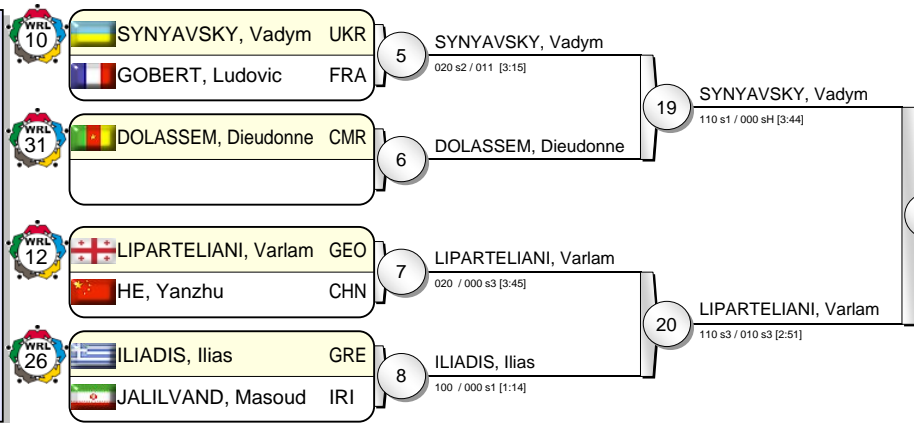 WRL
10
SYNYAVSKY, Vadym UKR
GOBERT, Ludovic FRA
5
SYNYAVSKY, Vadym
020 s2 / 011 [3:15]
WRL
31
DOLASSEM, Dieudonne CMR
6
DOLASSEM, Dieudonne
19
SYNYAVSKY, Vadym
110 s1 / 000 sH [3:44]
WRL
12
LIPARTELIANI, Varlam GEO
HE, Yanzhu CHN
7
LIPARTELIANI, Varlam
020 / 000 s3 [3:45]
WRL
26
ILIADIS, Ilias GRE
JALILVAND, Masoud IRI
8
ILIADIS, Ilias
100 / 000 s1 [1:14]
20
LIPARTELIANI, Varlam
110 s3 / 010 s3 [2:51]